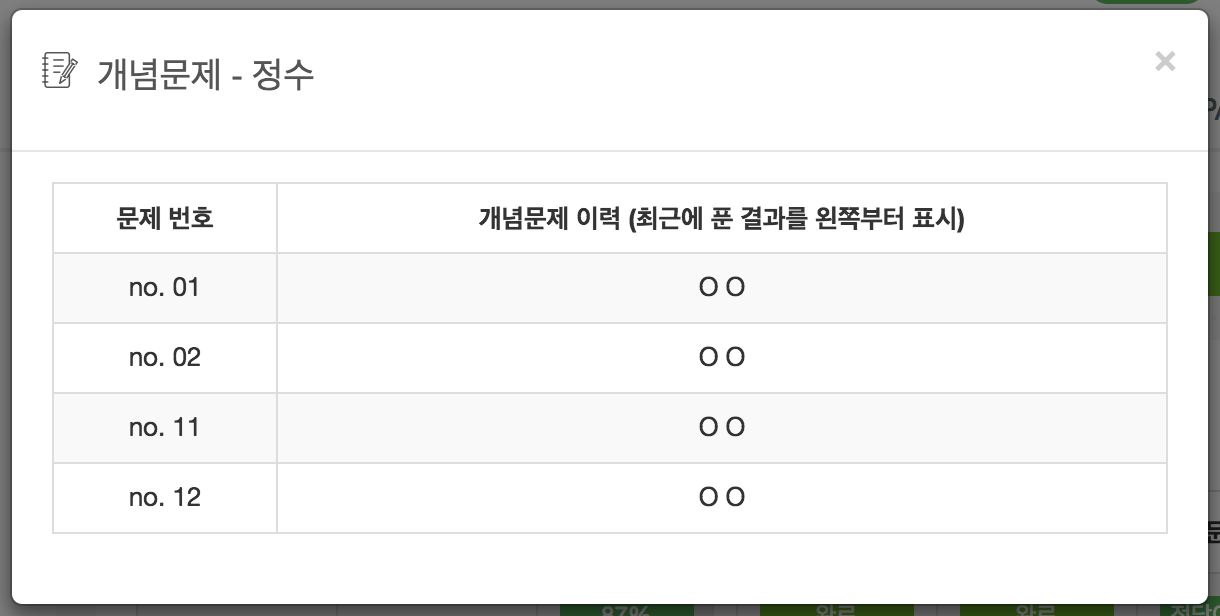 개념문제 - 정수
×
문제 번호 개념문제 이력 (최근에 푼 결과를 왼쪽부터 표시)
no. 01 O O
no. 02 O O
no. 11 O O
no. 12 O O